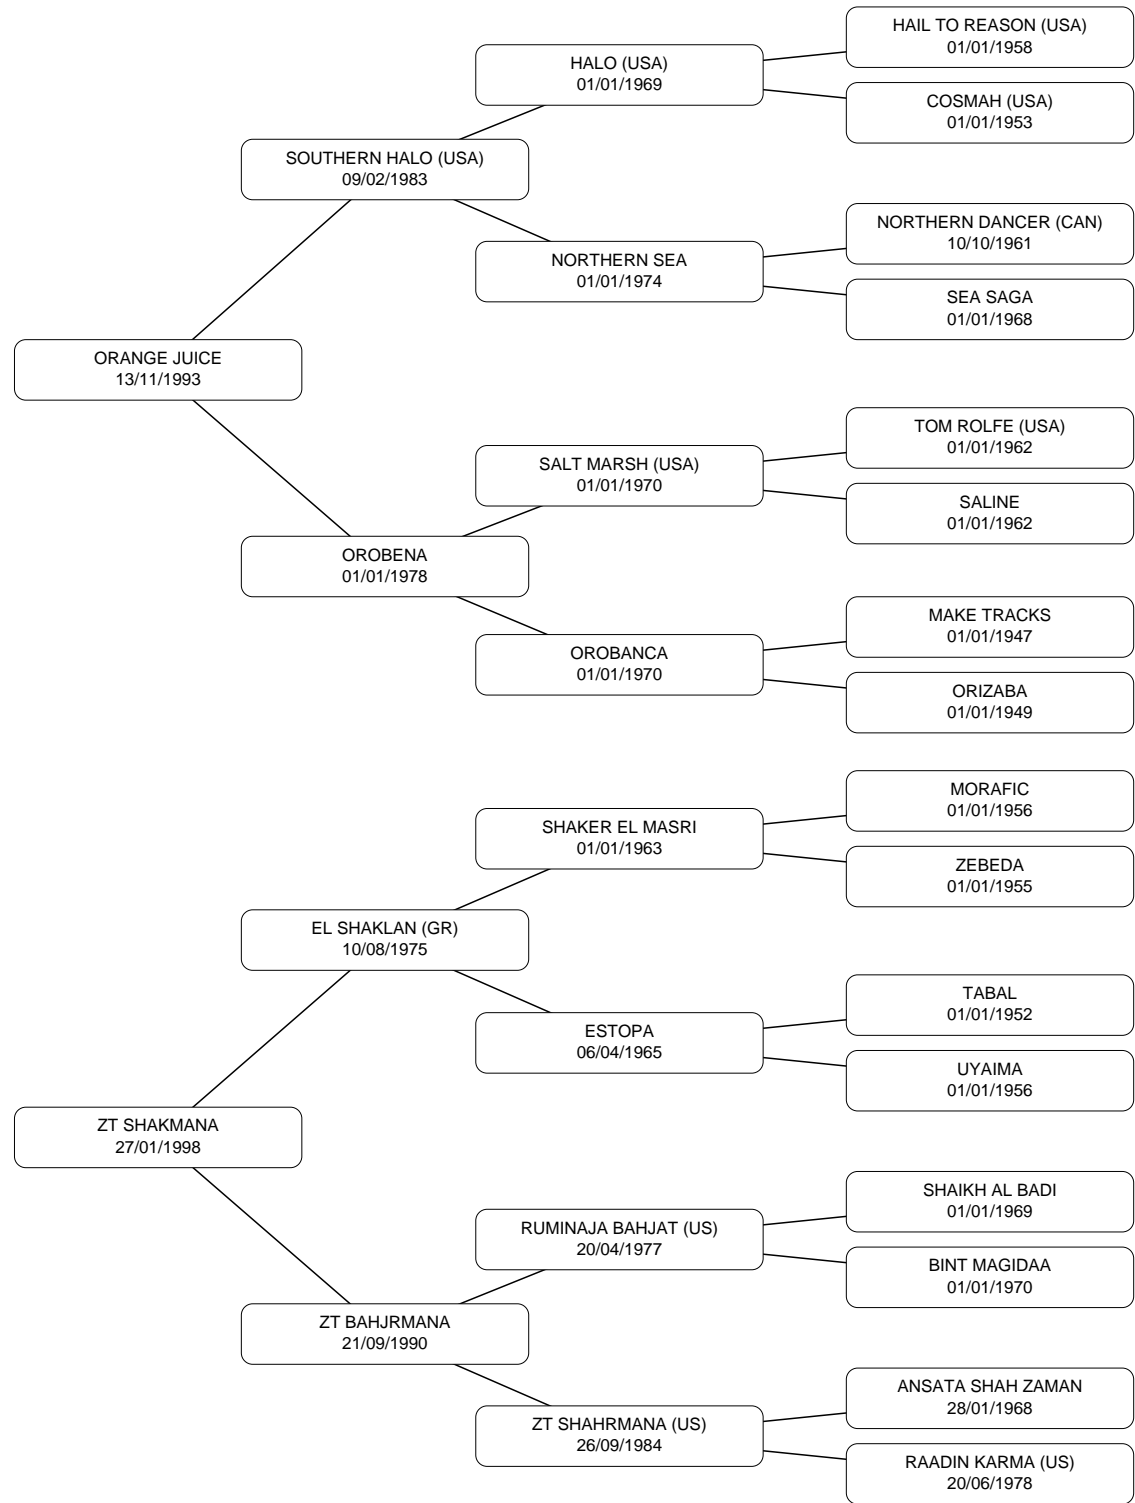 HAIL TO REASON (USA)
01/01/1958
HALO (USA)
01/01/1969
COSMAH (USA)
01/01/1953
SOUTHERN HALO (USA)
09/02/1983
NORTHERN DANCER (CAN)
10/10/1961
NORTHERN SEA
01/01/1974
SEA SAGA
01/01/1968
ORANGE JUICE
13/11/1993
TOM ROLFE (USA)
01/01/1962
SALT MARSH (USA)
01/01/1970
SALINE
01/01/1962
OROBENA
01/01/1978
MAKE TRACKS
01/01/1947
OROBANCA
01/01/1970
ORIZABA
01/01/1949
MORAFIC
01/01/1956
SHAKER EL MASRI
01/01/1963
ZEBEDA
01/01/1955
EL SHAKLAN (GR)
10/08/1975
TABAL
01/01/1952
ESTOPA
06/04/1965
UYAIMA
01/01/1956
ZT SHAKMANA
27/01/1998
SHAIKH AL BADI
01/01/1969
RUMINAJA BAHJAT (US)
20/04/1977
BINT MAGIDAA
01/01/1970
ZT BAHJRMANA
21/09/1990
ANSATA SHAH ZAMAN
28/01/1968
ZT SHAHRMANA (US)
26/09/1984
RAADIN KARMA (US)
20/06/1978